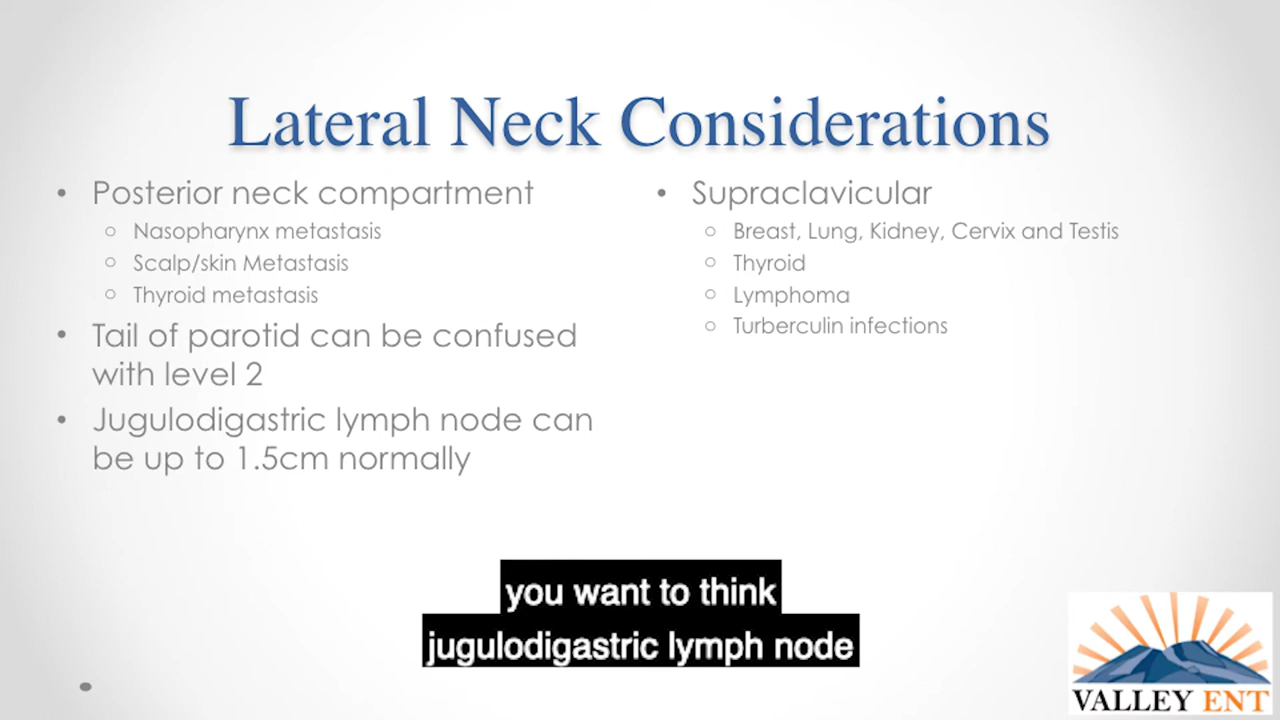 Lateral Neck Considerations
• Posterior neck compartment
○ Nasopharynx metastasis
○ Scalp/skin Metastasis
○ Thyroid metastasis
• Tail of parotid can be confused
with level 2
• Jugulodigastric lymph node can
be up to 1.5cm normally
• Supraclavicular
○ Breast, Lung, Kidney, Cervix and Testis
○ Thyroid
○ Lymphoma
○ Turberculin infections
you want to think
jugulodigastric lymph node
VALLEY ENT